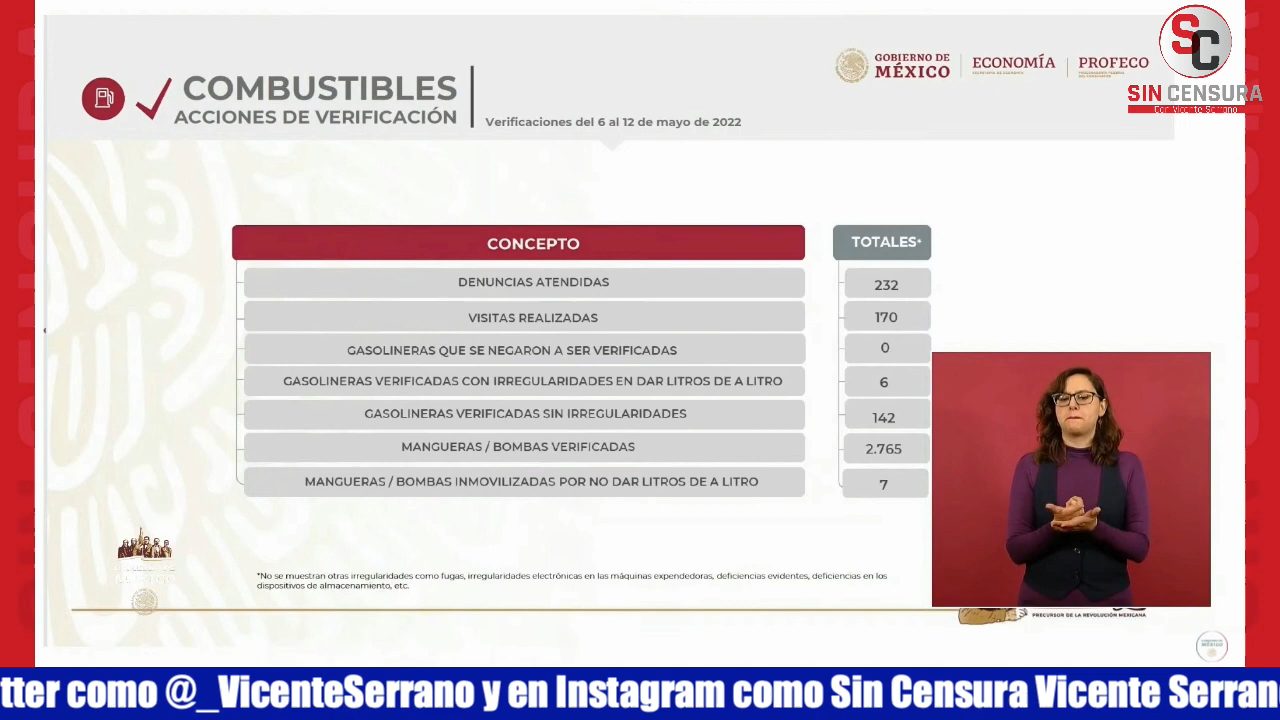 COMBUSTIBLES
ACCIONES DE VERIFICACIÓN
Verificaciones del 6 al 12 de mayo de 2022
GOBIERNO DE
MÉXICO
ECONOMÍA
PROFECO
SC
SIN CENSURA
Con Vicente Serrano
CONCEPTO TOTALES*
DENUNCIAS ATENDIDAS 232
VISITAS REALIZADAS 170
GASOLINERAS QUE SE NEGARON A SER VERIFICADAS 0
GASOLINERAS VERIFICADAS CON IRREGULARIDADES EN DAR LITROS DE A LITRO 6
GASOLINERAS VERIFICADAS SIN IRREGULARIDADES 142
MANGUERAS / BOMBAS VERIFICADAS 2.765
MANGUERAS / BOMBAS INMOVILIZADAS POR NO DAR LITROS DE A LITRO 7
*No se muestran otras irregularidades como fugas, irregularidades electrónicas en las máquinas expendedoras, deficiencias evidentes, deficiencias en los
dispositivos de almacenamiento, etc.
PRECURSOR DE LA REVOLUCIÓN MEXICANA
tter como @_VicenteSerrano y en Instagram como Sin Censura Vicente Serran